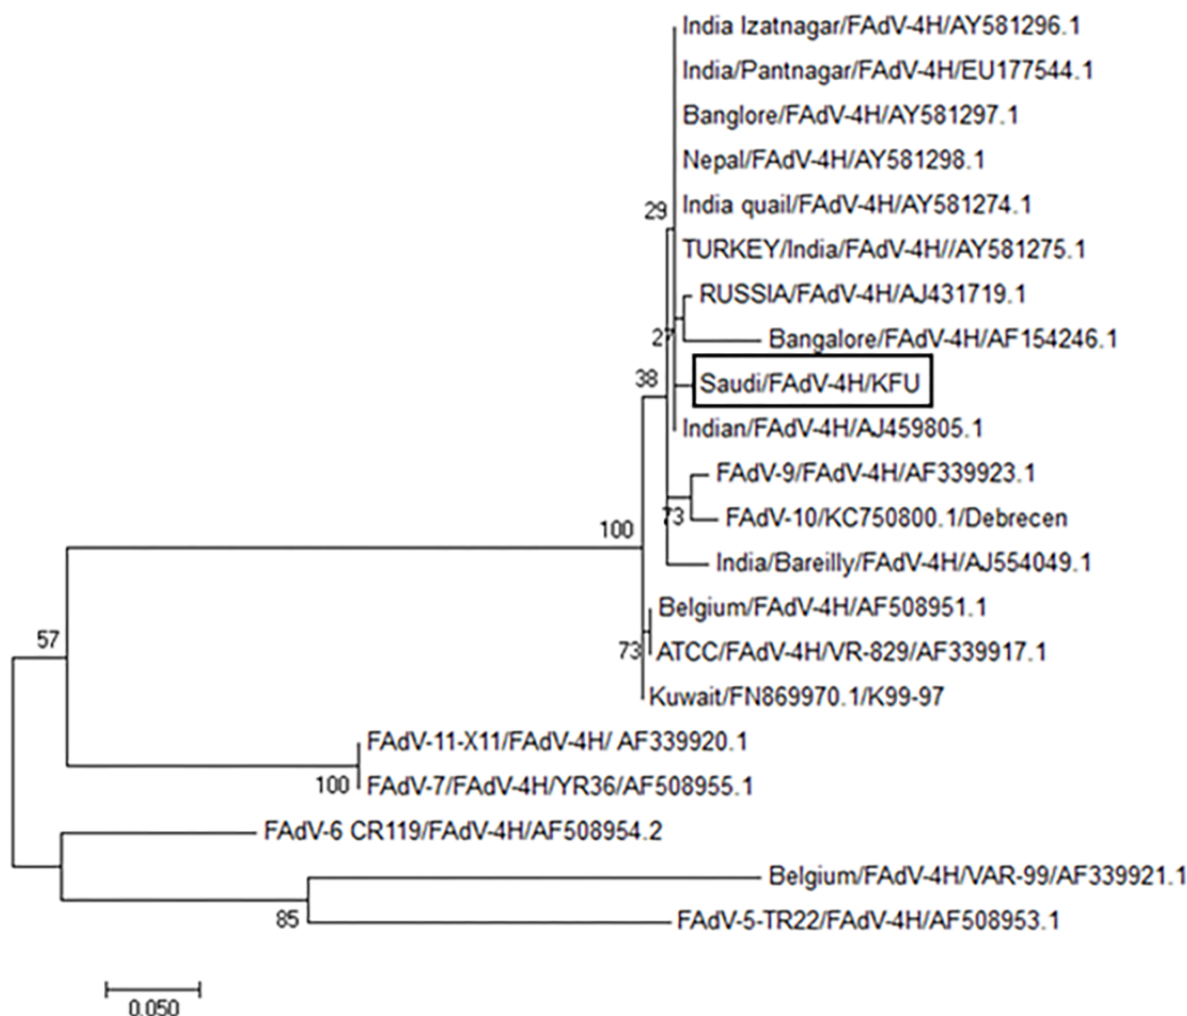 India Izatnagar/FAdV-4H/AY581296.1
India/Pantnagar/FAdV-4H/EU177544.1
Banglore/FAdV-4H/AY581297.1
Nepal/FAdV-4H/AY581298.1
29
India quail/FAdV-4H/AY581274.1
TURKEY/India/FAdV-4H//AY581275.1
RUSSIA/FAdV-4H/AJ431719.1
27
Bangalore/FAdV-4H/AF154246.1
38
Saudi/FAdV-4H/KFU
Indian/FAdV-4H/AJ459805.1
FAdV-9/FAdV-4H/AF339923.1
73
FAdV-10/KC750800.1/Debrecen
100
India/Bareilly/FAdV-4H/AJ554049.1
Belgium/FAdV-4H/AF508951.1
57
73
ATCC/FAdV-4H/VR-829/AF339917.1
Kuwait/FN869970.1/K99-97
FAdV-11-X11/FAdV-4H/ AF339920.1
100
FAdV-7/FAdV-4H/YR36/AF508955.1
FAdV-6 CR119/FAdV-4H/AF508954.2
Belgium/FAdV-4H/VAR-99/AF339921.1
85
FAdV-5-TR22/FAdV-4H/AF508953.1
0.050